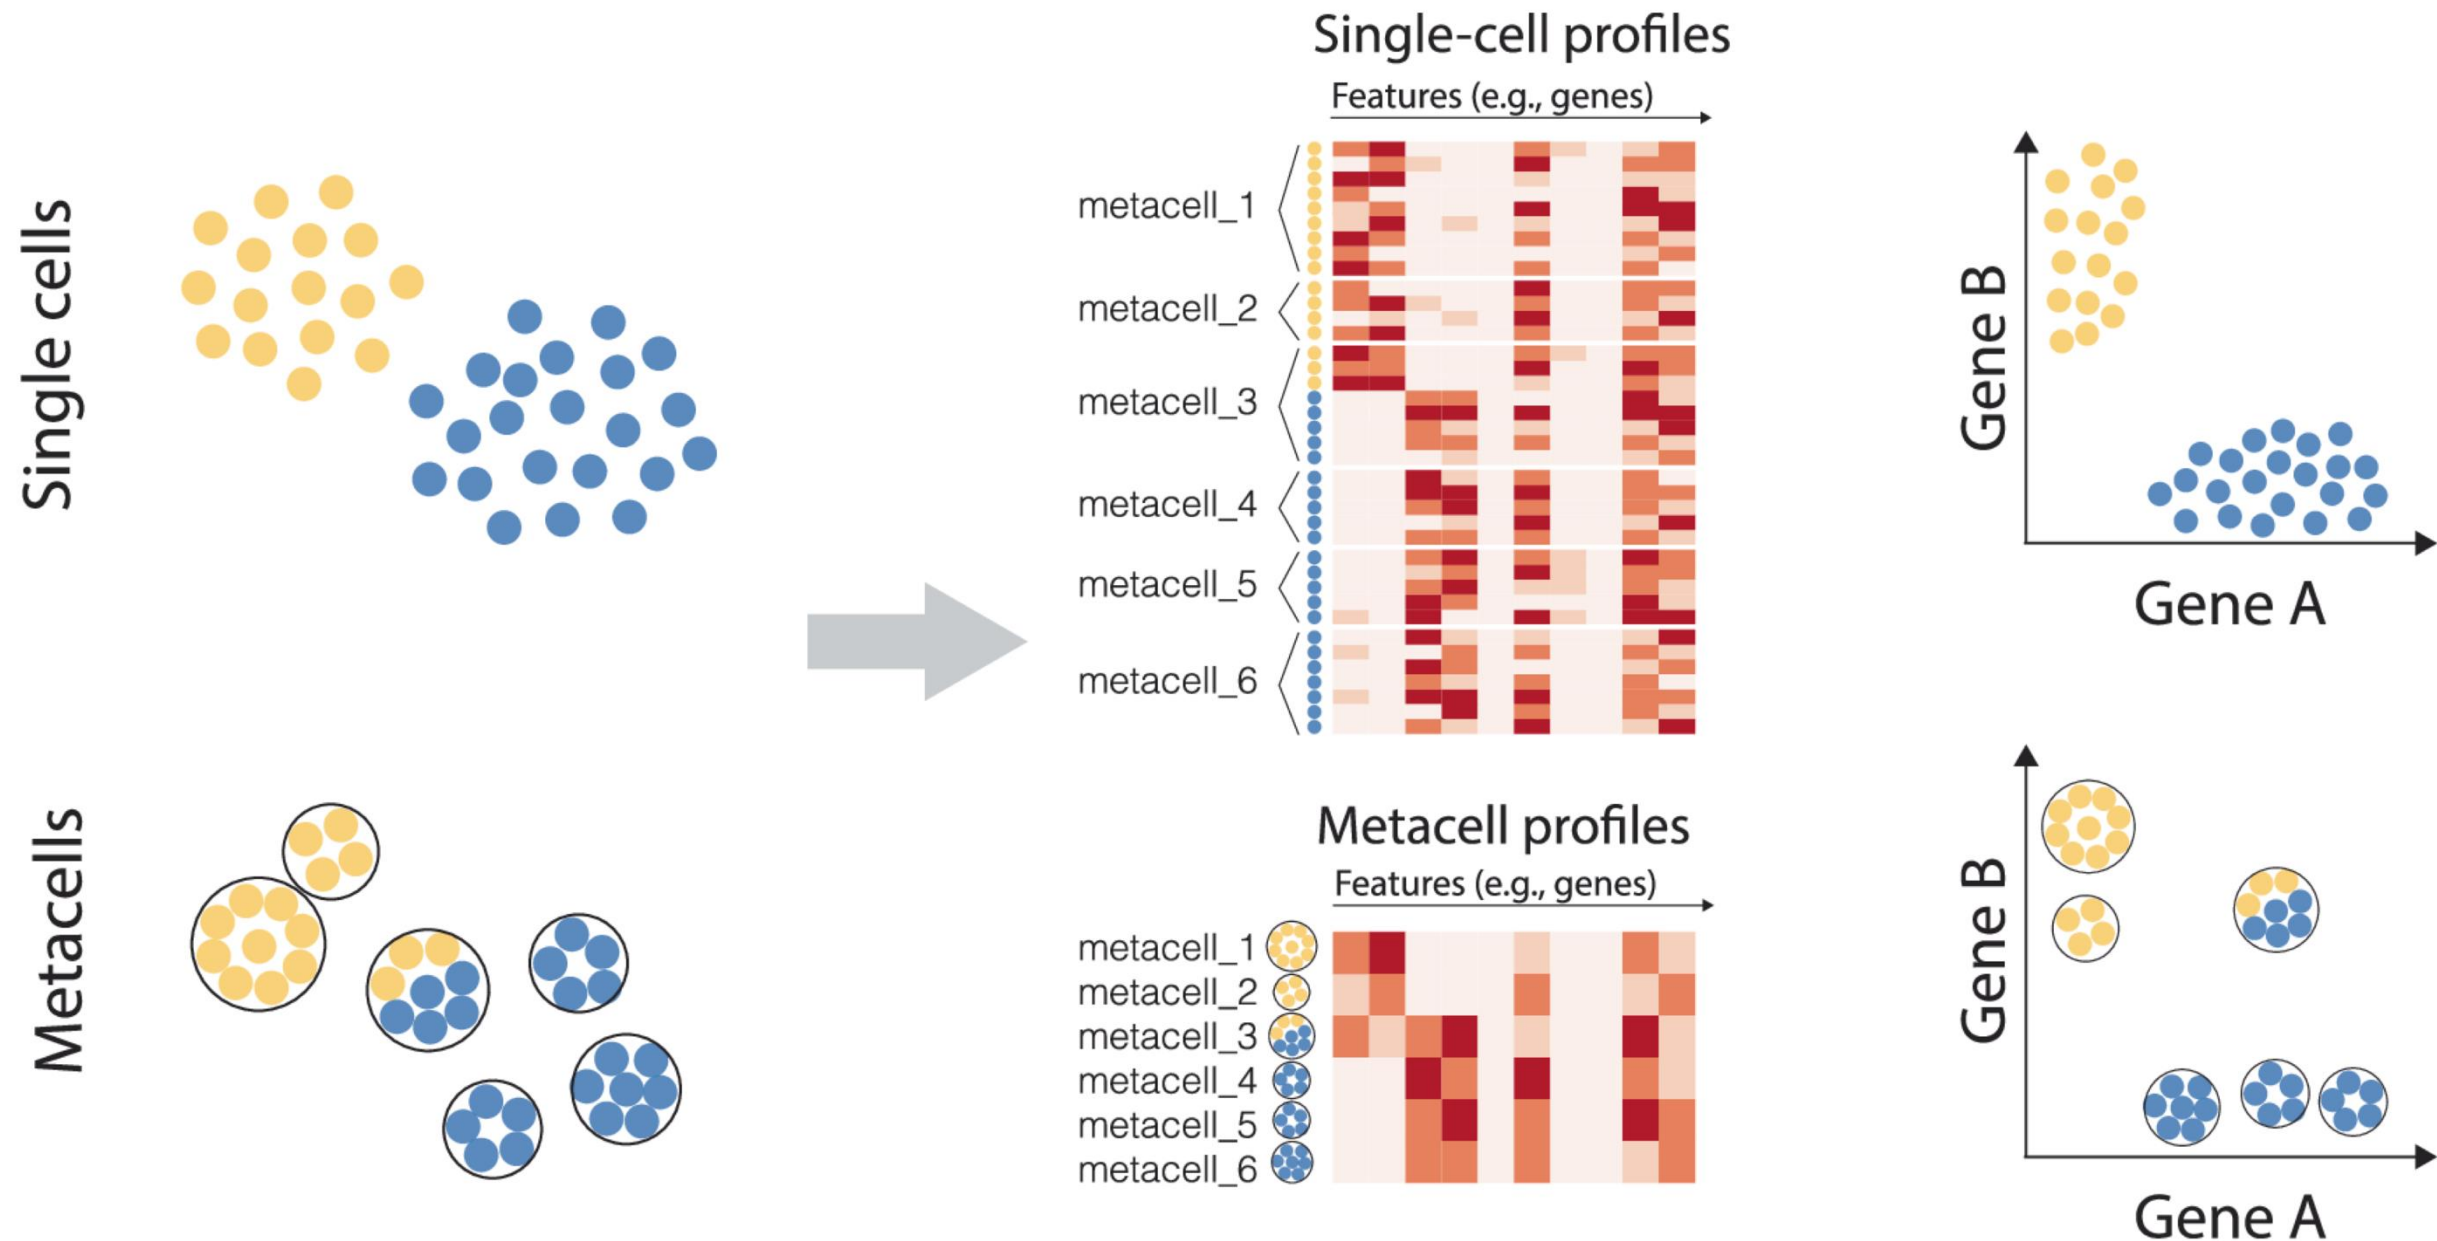 Single cells
Single-cell profiles
Features (e.g., genes)
metacell_1
metacell_2
metacell_3
metacell_4
metacell_5
metacell_6
Gene B
Gene A
Metacells
Metacell profiles
Features (e.g., genes)
metacell_1
metacell_2
metacell_3
metacell_4
metacell_5
metacell_6
Gene B
Gene A